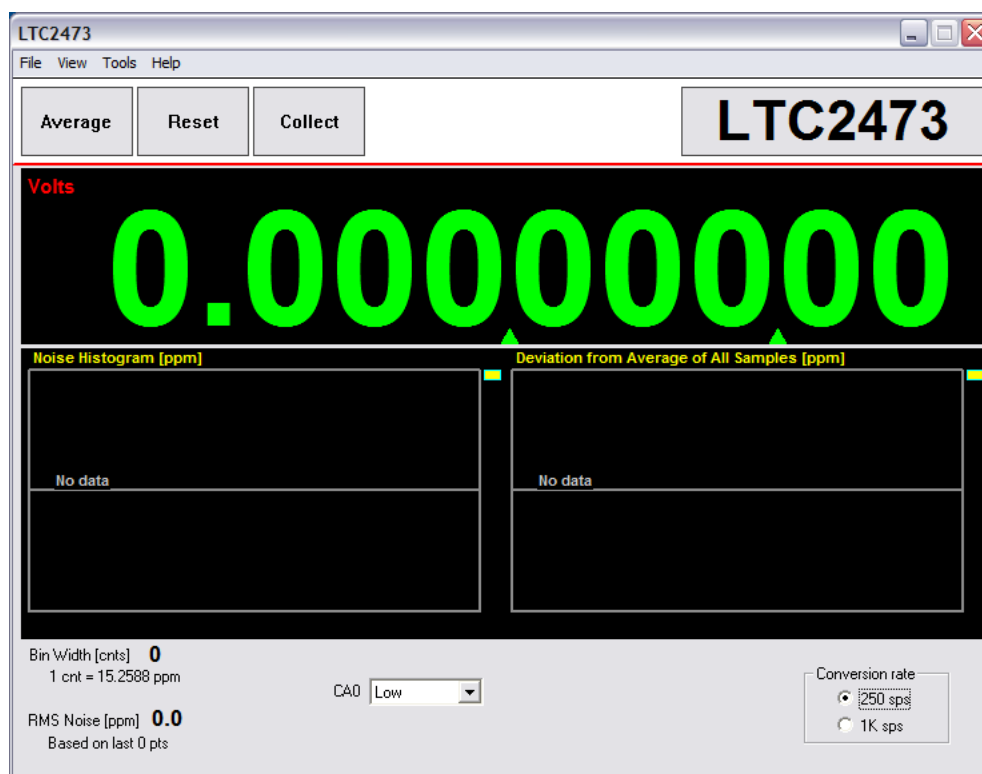 LTC2473
File View Tools Help
Average Reset Collect LTC2473
Volts
0.00000000
Noise Histogram [ppm] Deviation from Average of All Samples [ppm]
No data No data
Bin Width [cnts] 0
1 cnt = 15.2588 ppm
CA0 Low
Conversion rate
250 sps
1K sps
RMS Noise [ppm] 0.0
Based on last 0 pts